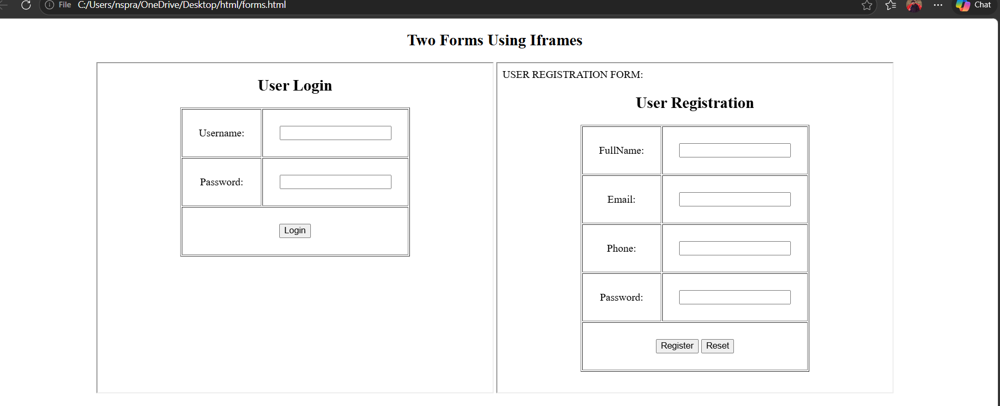 File C:/Users/nspra/OneDrive/Desktop/html/forms.html
Chat
Two Forms Using Iframes
User Login
Username:
Password:
Login
USER REGISTRATION FORM:
User Registration
FullName:
Email:
Phone:
Password:
Register Reset